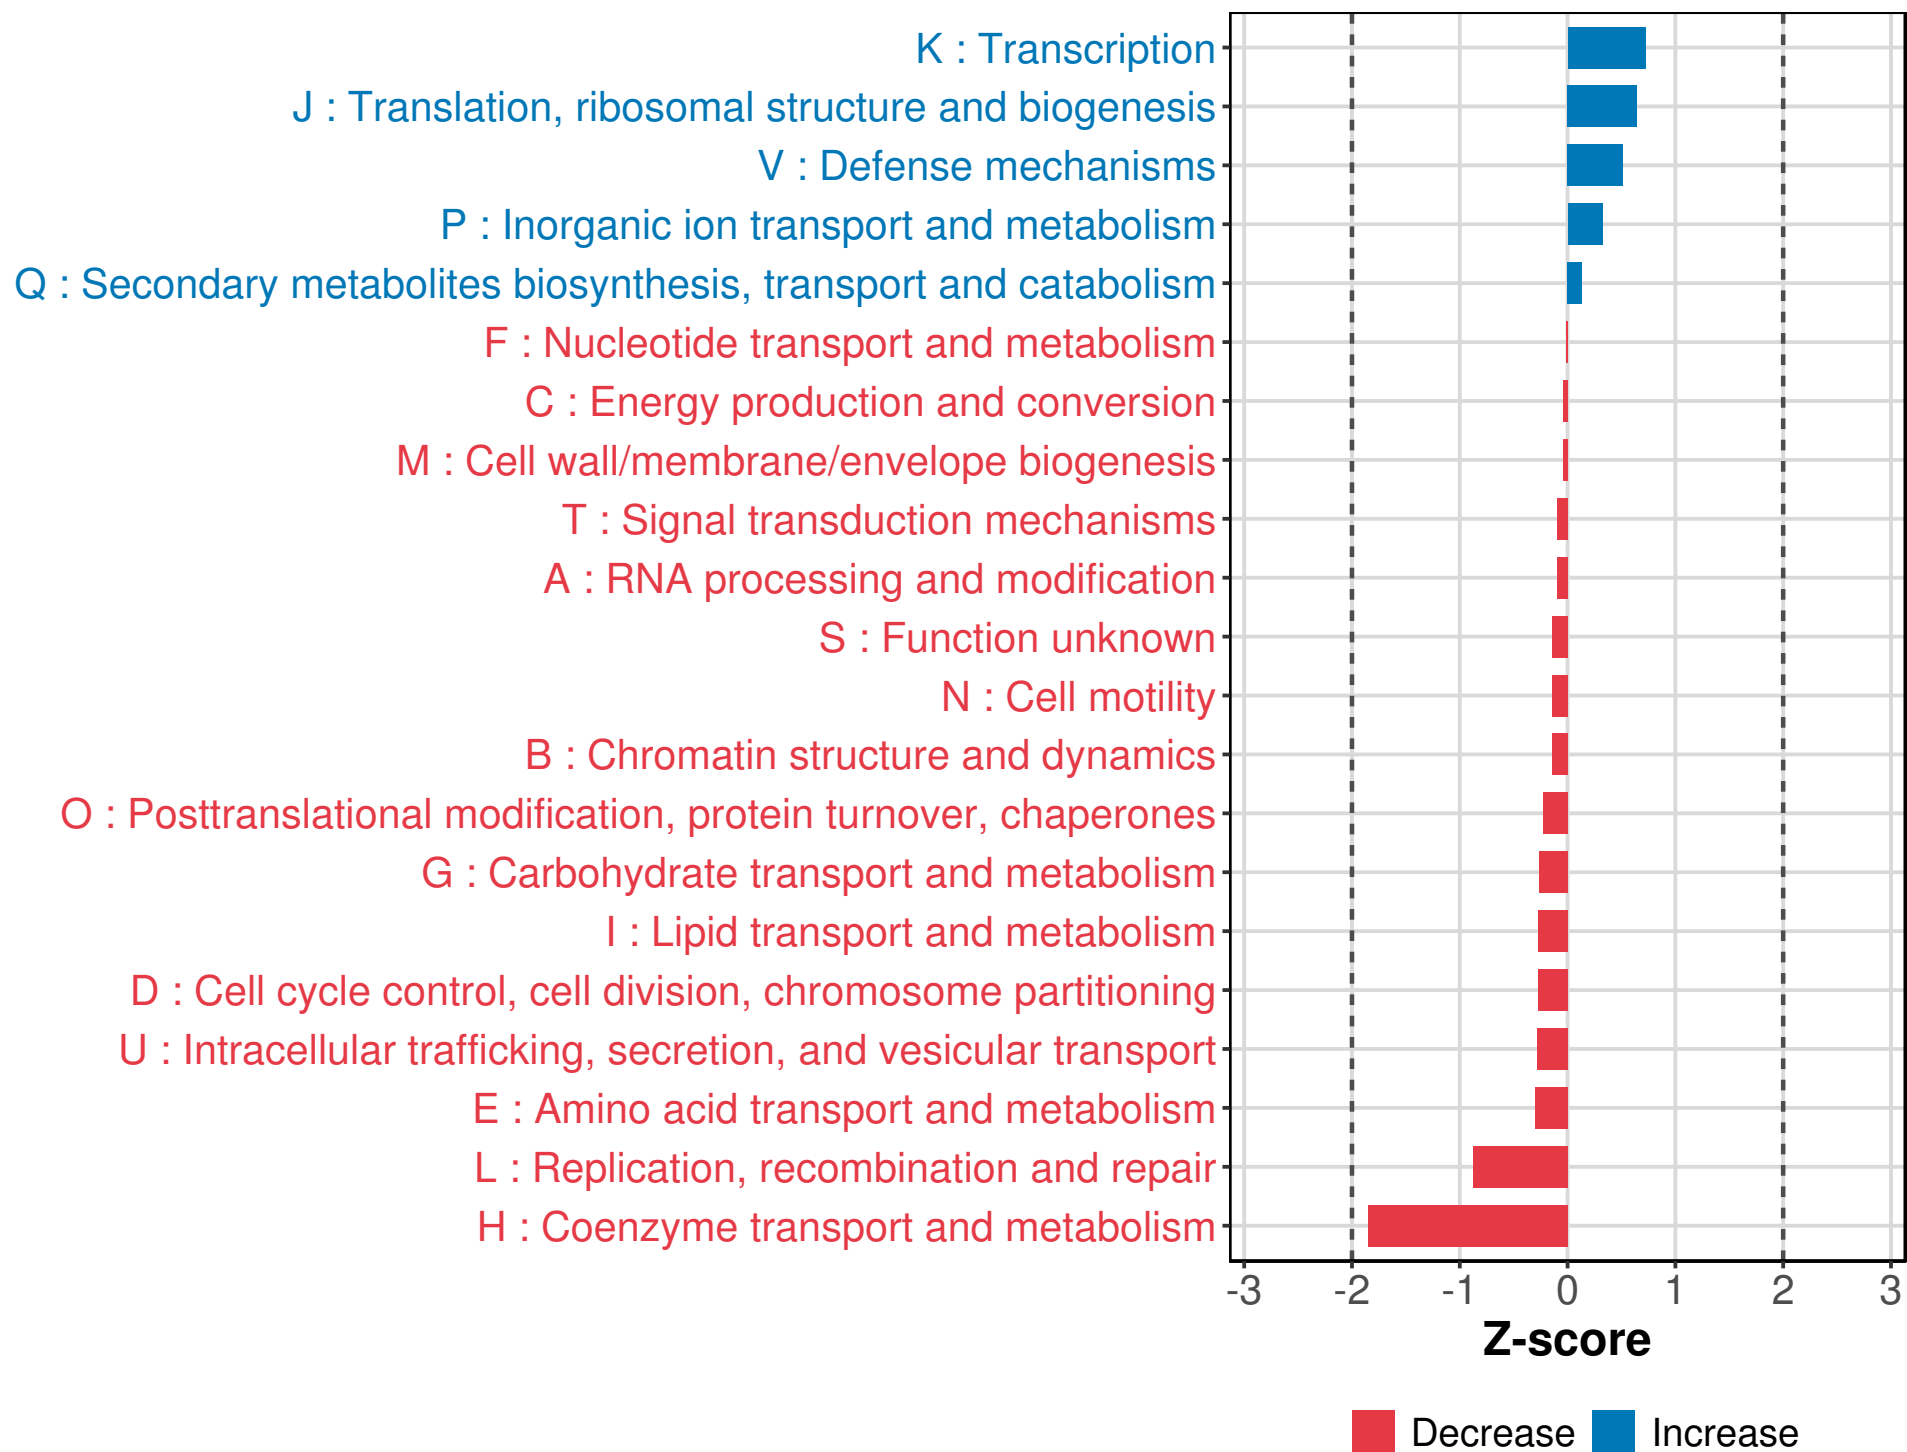 K : Transcription
J : Translation, ribosomal structure and biogenesis
V : Defense mechanisms
P : Inorganic ion transport and metabolism
Q : Secondary metabolites biosynthesis, transport and catabolism
F : Nucleotide transport and metabolism
C : Energy production and conversion
M : Cell wall/membrane/envelope biogenesis
T : Signal transduction mechanisms
A : RNA processing and modification
S : Function unknown
N : Cell motility
B : Chromatin structure and dynamics
O : Posttranslational modification, protein turnover, chaperones
G : Carbohydrate transport and metabolism
I : Lipid transport and metabolism
D : Cell cycle control, cell division, chromosome partitioning
U : Intracellular trafficking, secretion, and vesicular transport
E : Amino acid transport and metabolism
L : Replication, recombination and repair
H : Coenzyme transport and metabolism
-3 -2 -1 0 1 2 3
Z-score
Decrease Increase